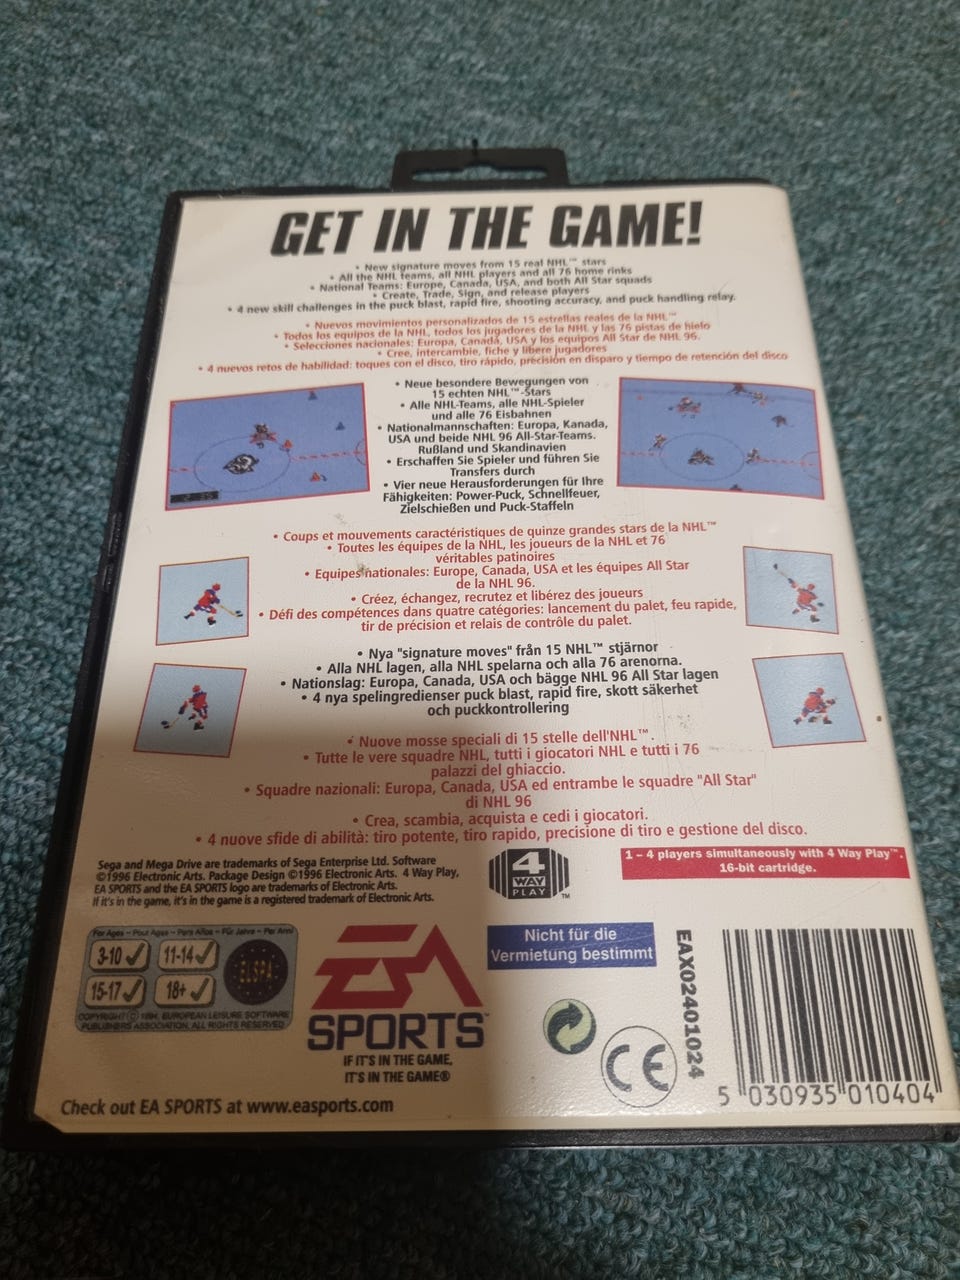 GET IN THE GAME!
• New signature moves from 15 real NHL™ stars
• All the NHL teams, all NHL players and all 76 home rinks
• National Teams: Europe, Canada, USA, and both All Star squads
• Create, Trade, Sign, and release players
• 4 new skill challenges in the puck blast, rapid fire, shooting accuracy, and puck handling relay.
• Nuevos movimientos personalizados de 15 estrellas reales de la NHL™
• Todos los equipos de la NHL, todos los jugadores de la NHL y las 76 pistas de hielo
• Selecciones nacionales: Europa, Canadá, USA y los equipos All Star de NHL 96.
• Cree, intercambie, fiche y libere jugadores
• 4 nuevos retos de habilidad: toques con el disco, tiro rápido, precisión en disparo y tiempo de retención del disco
• Neue besondere Bewegungen von
15 echten NHL™-Stars
• Alle NHL-Teams, alle NHL-Spieler
und alle 76 Eisbahnen
• Nationalmannschaften: Europa, Kanada,
USA und beide NHL 96 All-Star-Teams.
Rußland und Skandinavien
• Erschaffen Sie Spieler und führen Sie
Transfers durch
• Vier neue Herausforderungen für Ihre
Fähigkeiten: Power-Puck, Schnellfeuer,
Zielschießen und Puck-Staffeln
• Coups et mouvements caractéristiques de quinze grandes stars de la NHL™
• Toutes les équipes de la NHL, les joueurs de la NHL et 76
véritables patinoires
• Equipes nationales: Europe, Canada, USA et les équipes All Star
de la NHL 96.
• Créez, échangez, recrutez et libérez des joueurs
• Défi des compétences dans quatre catégories: lancement du palet, feu rapide,
tir de précision et relais de contrôle du palet.
• Nya "signature moves" från 15 NHL™ stjärnor
• Alla NHL lagen, alla NHL spelarna och alla 76 arenorna.
• Nationslag: Europa, Canada, USA och bägge NHL 96 All Star lagen
• 4 nya spelingredienser puck blast, rapid fire, skott säkerhet
och puckkontrollering
• Nuove mosse speciali di 15 stelle dell'NHL™.
• Tutte le vere squadre NHL, tutti i giocatori NHL e tutti i 76
palazzi del ghiaccio.
• Squadre nazionali: Europa, Canada, USA ed entrambe le squadre "All Star"
di NHL 96
• Crea, scambia, acquista e cedi i giocatori.
• 4 nuove sfide di abilità: tiro potente, tiro rapido, precisione di tiro e gestione del disco.
Sega and Mega Drive are trademarks of Sega Enterprise Ltd. Software
©1996 Electronic Arts. Package Design ©1996 Electronic Arts. 4 Way Play,
EA SPORTS and the EA SPORTS logo are trademarks of Electronic Arts.
If it's in the game, it's in the game is a registered trademark of Electronic Arts.
4
WAY
PLAY™
1 – 4 players simultaneously with 4 Way Play™.
16-bit cartridge.
For Ages – Pour Ages – Para Años – Für Jahre – Per Anni
3-10 ✓ 11-14 ✓
15-17 ✓ 18+ ✓
ELSPA
COPYRIGHT © 1994, EUROPEAN LEISURE SOFTWARE
PUBLISHERS ASSOCIATION, ALL RIGHTS RESERVED
EA
SPORTS™
IF IT'S IN THE GAME,
IT'S IN THE GAME®
Nicht für die
Vermietung bestimmt
CE
EAX02401024
5 030935 010404
Check out EA SPORTS at www.easports.com